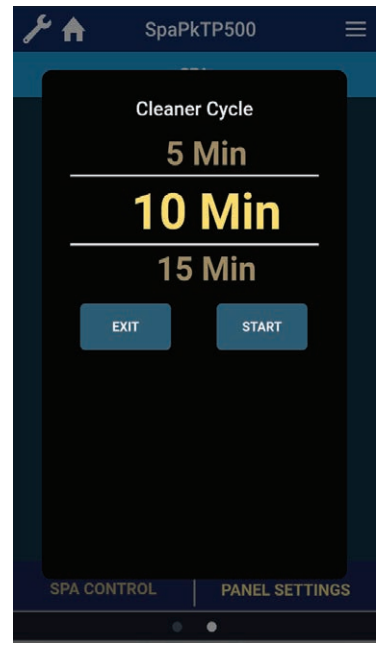 SpaPkTP500
Cleaner Cycle
5 Min
10 Min
15 Min
EXIT START
SPA CONTROL PANEL SETTINGS